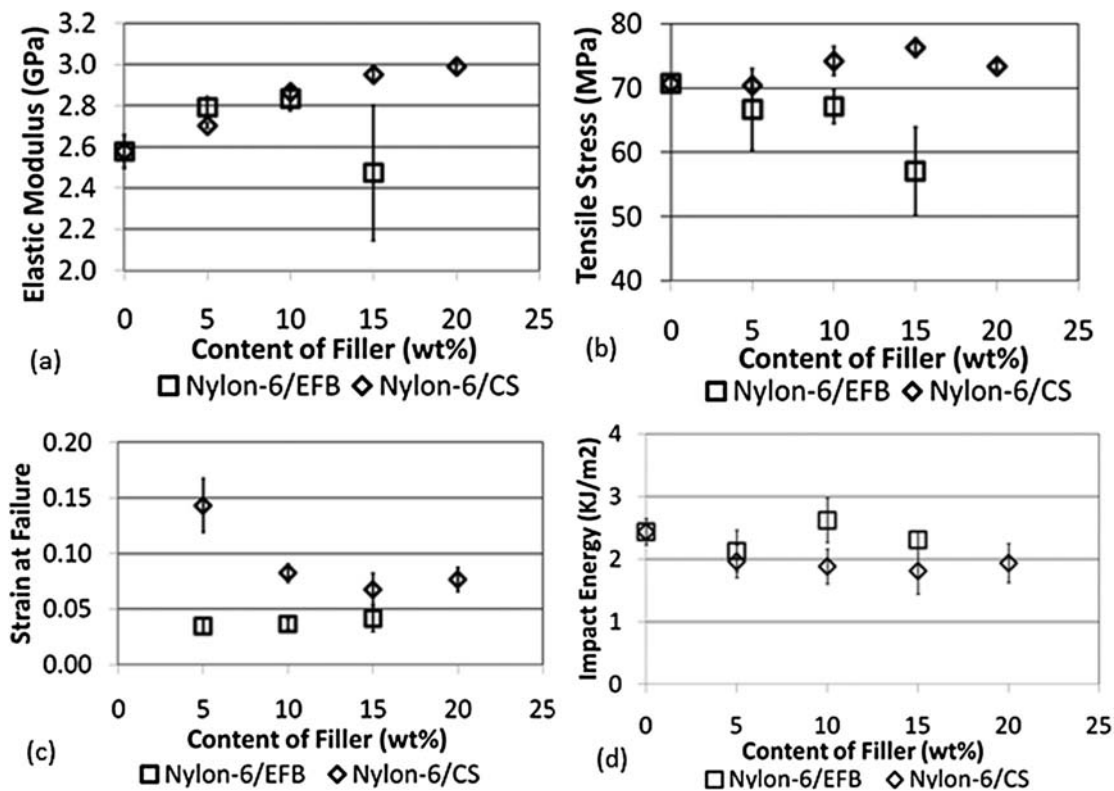 Elastic Modulus (GPa)
3.2
3.0
2.8
2.6
2.4
2.2
2.0
0 5 10 15 20 25
(a)
Content of Filler (wt%)
Nylon-6/EFB Nylon-6/CS
Tensile Stress (MPa)
80
70
60
50
40
0 5 10 15 20 25
(b)
Content of Filler (wt%)
Nylon-6/EFB Nylon-6/CS
Strain at Failure
0.20
0.15
0.10
0.05
0.00
0 5 10 15 20 25
(c)
Content of Filler (wt%)
Nylon-6/EFB Nylon-6/CS
Impact Energy (KJ/m2)
4
3
2
1
0
0 5 10 15 20 25
(d)
Content of Filler (wt%)
Nylon-6/EFB Nylon-6/CS